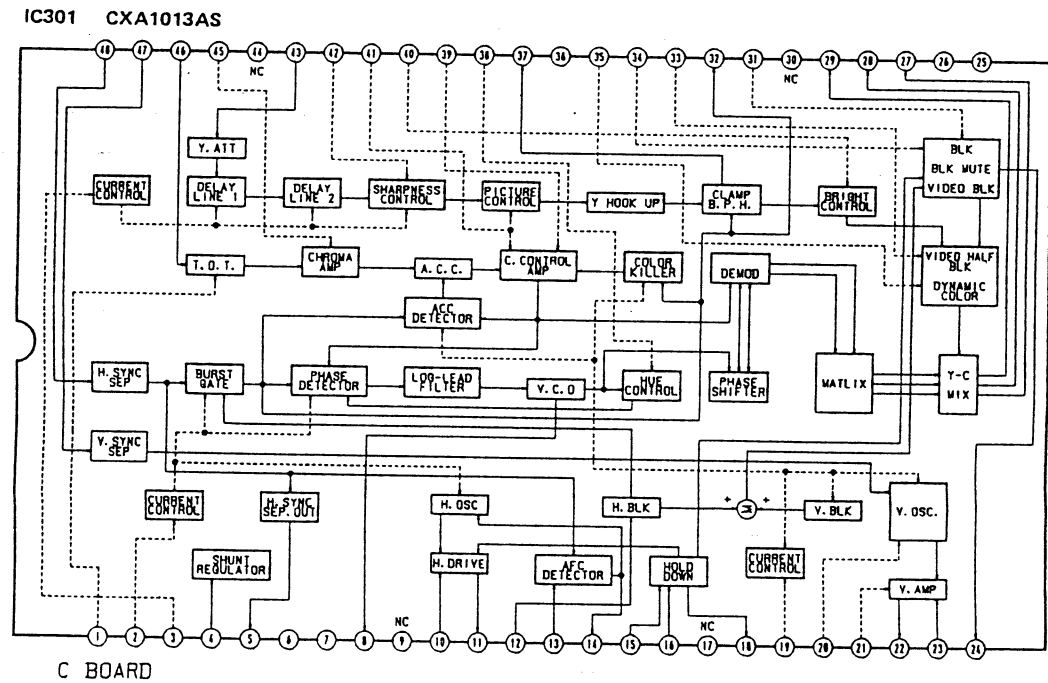 IC301 CXA1013AS
48 47 46 45 44 43 42 41 40 39 38 37 36 35 34 33 32 31 30 29 28 27 26 25
NC
NC
Y. ATT
BLK
BLK MUTE
VIDEO BLK
CURRENT
CONTROL
DELAY
LINE 1
DELAY
LINE 2
SHARPNESS
CONTROL
PICTURE
CONTROL
Y HOOK UP
CLAMP
B.P.H.
BRIGHT
CONTROL
T.O.T.
CHROMA
AMP
A.C.C.
C.CONTROL
AMP
COLOR
KILLER
DEMOD
VIDEO HALF
BLK
DYNAMIC
COLOR
ACC
DETECTOR
H.SYNC
SEP
BURST
GATE
PHASE
DETECTOR
LOG-LEAD
FILTER
V.C.O
HVE
CONTROL
PHASE
SHIFTER
MATLIX
Y-C
MIX
V.SYNC
SEP
CURRENT
CONTROL
H.SYNC
SEP.OUT
H.OSC
H.BLK
+ +
V.BLK
V.OSC.
SHUNT
REGULATOR
H.DRIVE
AFC
DETECTOR
HOLD
DOWN
CURRENT
CONTROL
V.AMP
NC
NC
1 2 3 4 5 6 7 8 9 10 11 12 13 14 15 16 17 18 19 20 21 22 23 24
C BOARD